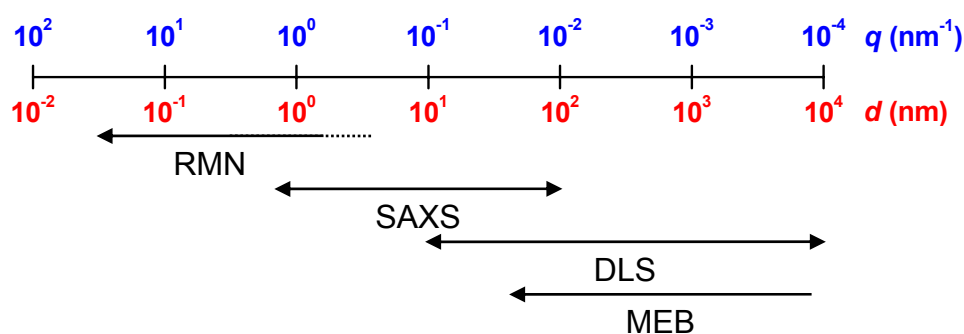 10² 10¹ 10⁰ 10⁻¹ 10⁻² 10⁻³ 10⁻⁴ q (nm⁻¹)
10⁻² 10⁻¹ 10⁰ 10¹ 10² 10³ 10⁴ d (nm)
RMN
SAXS
DLS
MEB